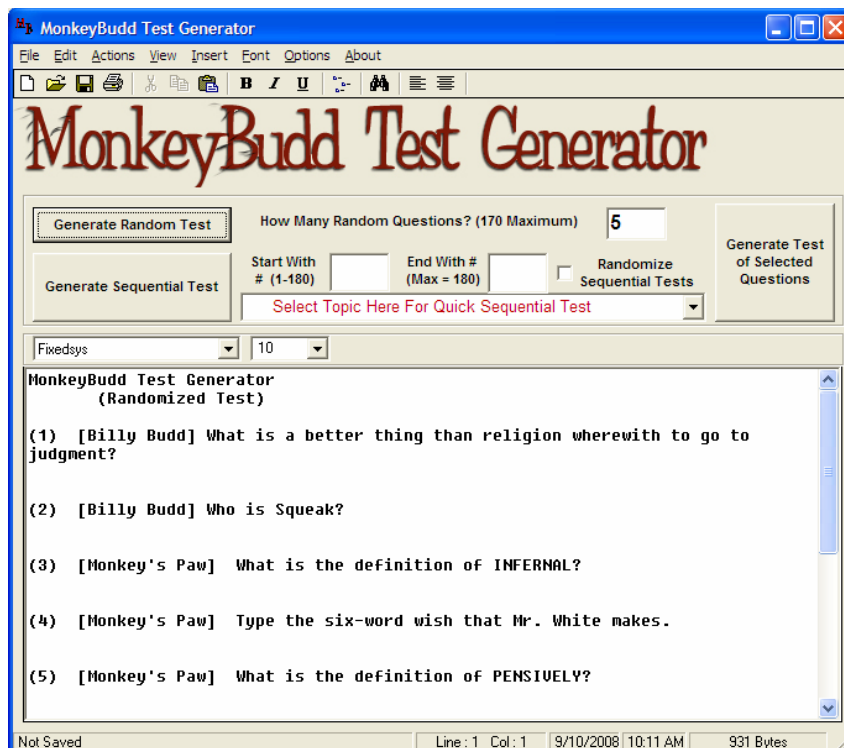 MonkeyBudd Test Generator
File Edit Actions View Insert Font Options About
B I U
MonkeyBudd Test Generator
Generate Random Test
How Many Random Questions? (170 Maximum)
5
Generate Test
of Selected
Questions
Generate Sequential Test
Start With
# (1-180)
End With #
(Max = 180)
Randomize
Sequential Tests
Select Topic Here For Quick Sequential Test
Fixedsys
10
MonkeyBudd Test Generator
(Randomized Test)
(1) [Billy Budd] What is a better thing than religion wherewith to go to
judgment?
(2) [Billy Budd] Who is Squeak?
(3) [Monkey's Paw] What is the definition of INFERNAL?
(4) [Monkey's Paw] Type the six-word wish that Mr. White makes.
(5) [Monkey's Paw] What is the definition of PENSIVELY?
Not Saved
Line : 1 Col : 1
9/10/2008
10:11 AM
931 Bytes